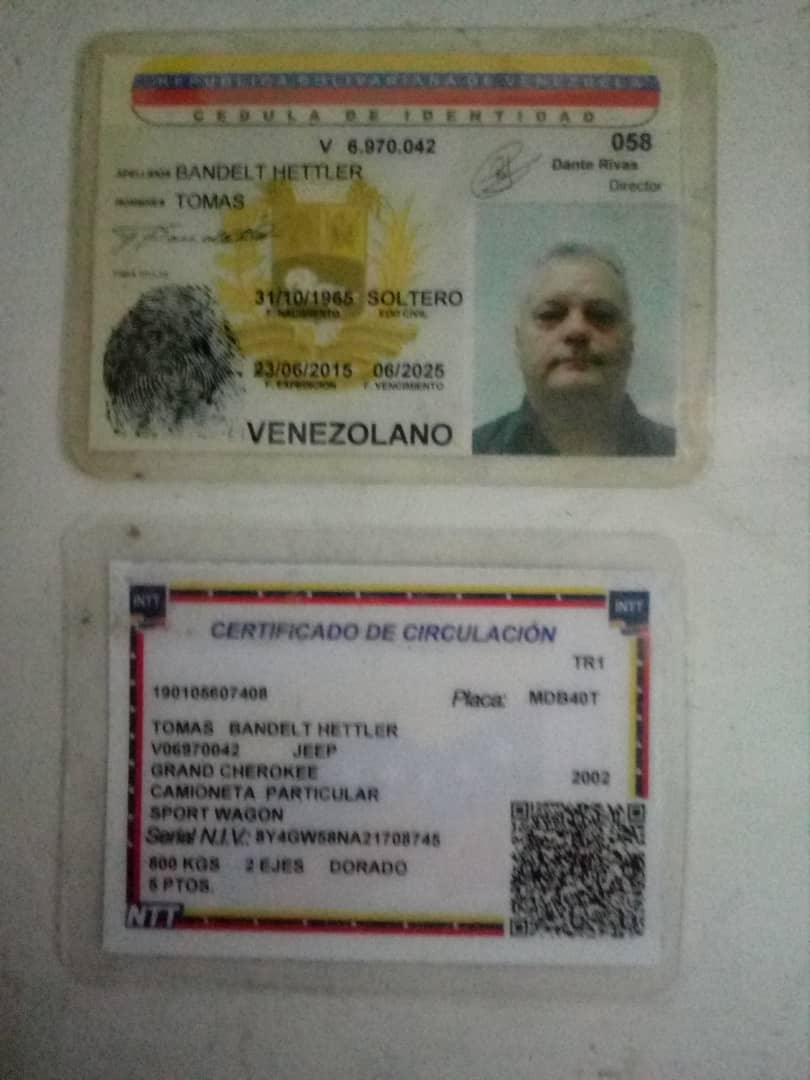 REPUBLICA BOLIVARIANA DE VENEZUELA
CEDULA DE IDENTIDAD
V 6.970.042
058
Dante Rivas
Director
APELLIDOS BANDELT HETTLER
NOMBRES TOMAS
31/10/1965 SOLTERO
F. NACIMIENTO EDO CIVIL
23/06/2015 06/2025
F. EXPEDICION F. VENCIMIENTO
VENEZOLANO
INTT INTT
CERTIFICADO DE CIRCULACIÓN
TR1
190105607408 Placa: MDB40T
TOMAS BANDELT HETTLER
V06970042 JEEP
GRAND CHEROKEE 2002
CAMIONETA PARTICULAR
SPORT WAGON
Serial N.I.V.: 8Y4GW58NA21708745
800 KGS 2 EJES DORADO
5 PTOS.
INTT